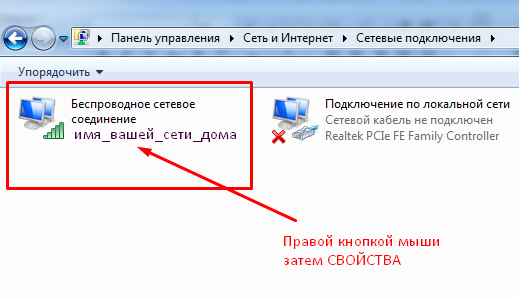 Панель управления ▸ Сеть и Интернет ▸ Сетевые подключения ▸
Упорядочить ▾
Беспроводное сетевое
соединение
имя_вашей_сети_дома
Подключение по локальной сети
Сетевой кабель не подключен
Realtek PCIe FE Family Controller
Правой кнопкой мыши
затем СВОЙСТВА